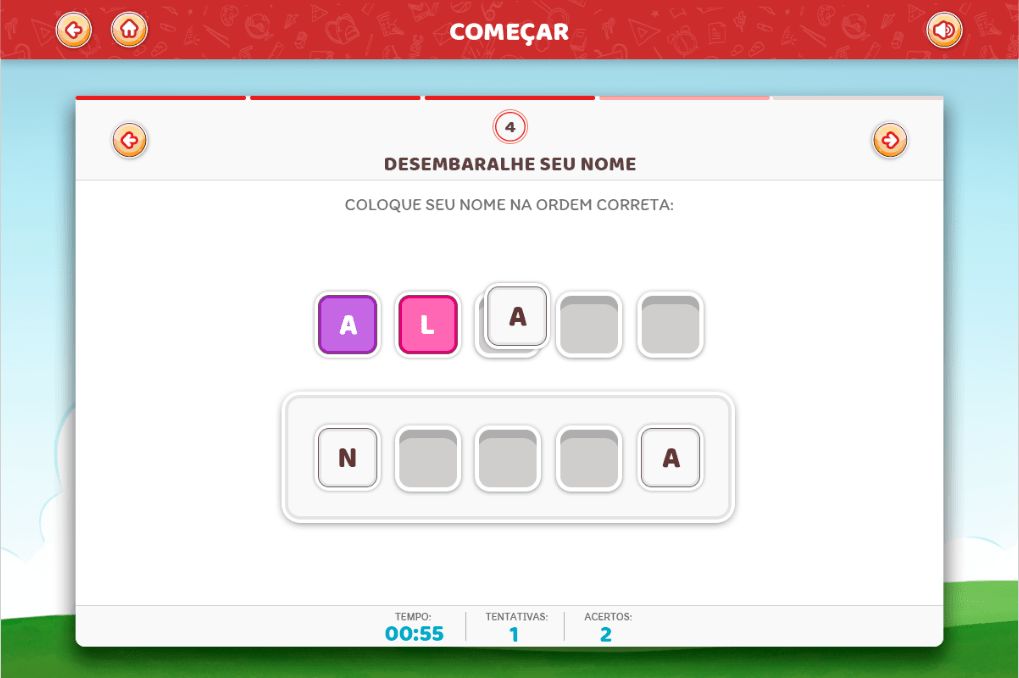 COMEÇAR
4
DESEMBARALHE SEU NOME
COLOQUE SEU NOME NA ORDEM CORRETA:
A L A
N A
TEMPO: TENTATIVAS: ACERTOS:
00:55 1 2